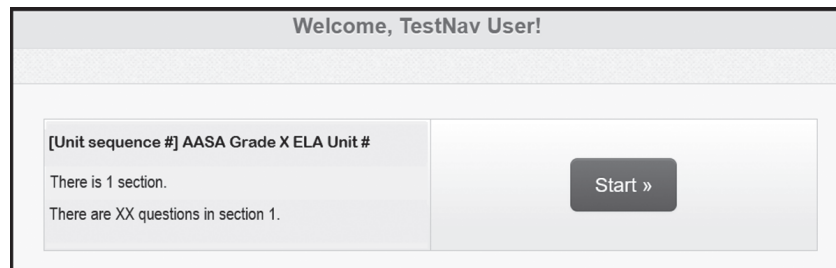 Welcome, TestNav User!
[Unit sequence #] AASA Grade X ELA Unit #
There is 1 section.
There are XX questions in section 1.
Start »